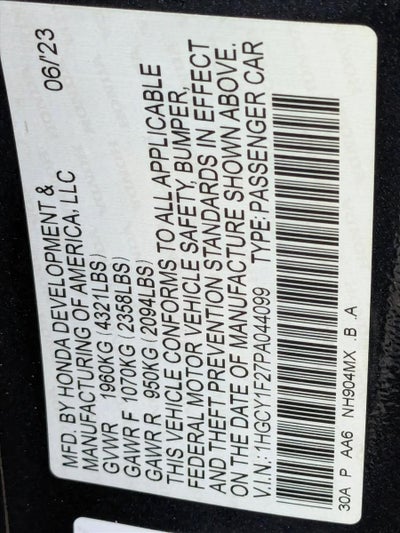 MFD. BY HONDA DEVELOPMENT &
MANUFACTURING OF AMERICA, LLC 06/'23
GVWR 1960KG (4321LBS)
GAWR F 1070KG (2358LBS)
GAWR R 950KG (2094LBS)
THIS VEHICLE CONFORMS TO ALL APPLICABLE
FEDERAL MOTOR VEHICLE SAFETY, BUMPER,
AND THEFT PREVENTION STANDARDS IN EFFECT
ON THE DATE OF MANUFACTURE SHOWN ABOVE.
V.I.N.: 1HGCY1F27PA044099 TYPE: PASSENGER CAR
30A P AA6 NH904MX .B .A